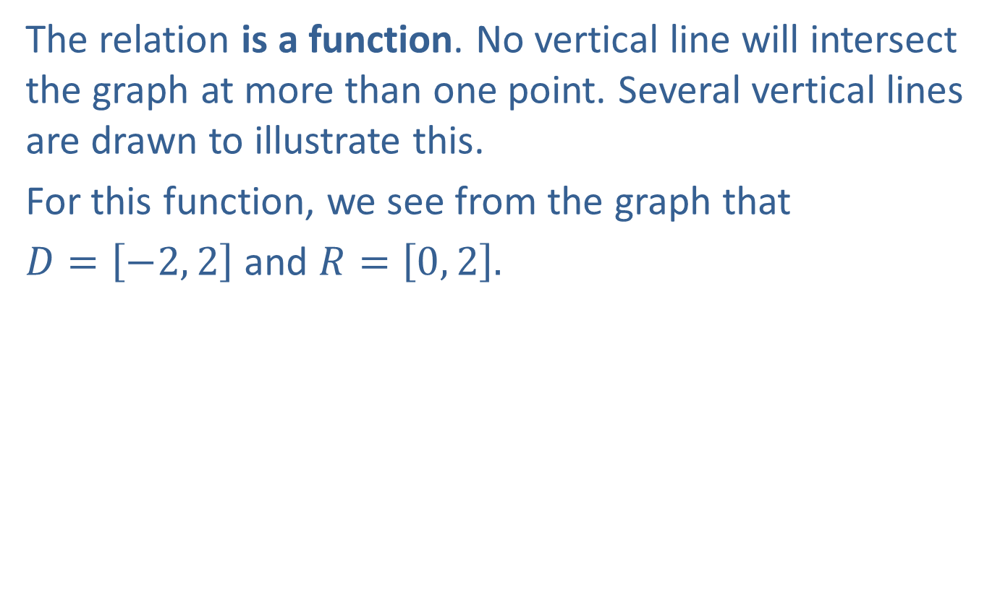 The relation is a function. No vertical line will intersect
the graph at more than one point. Several vertical lines
are drawn to illustrate this.
For this function, we see from the graph that
D = [−2, 2] and R = [0, 2].